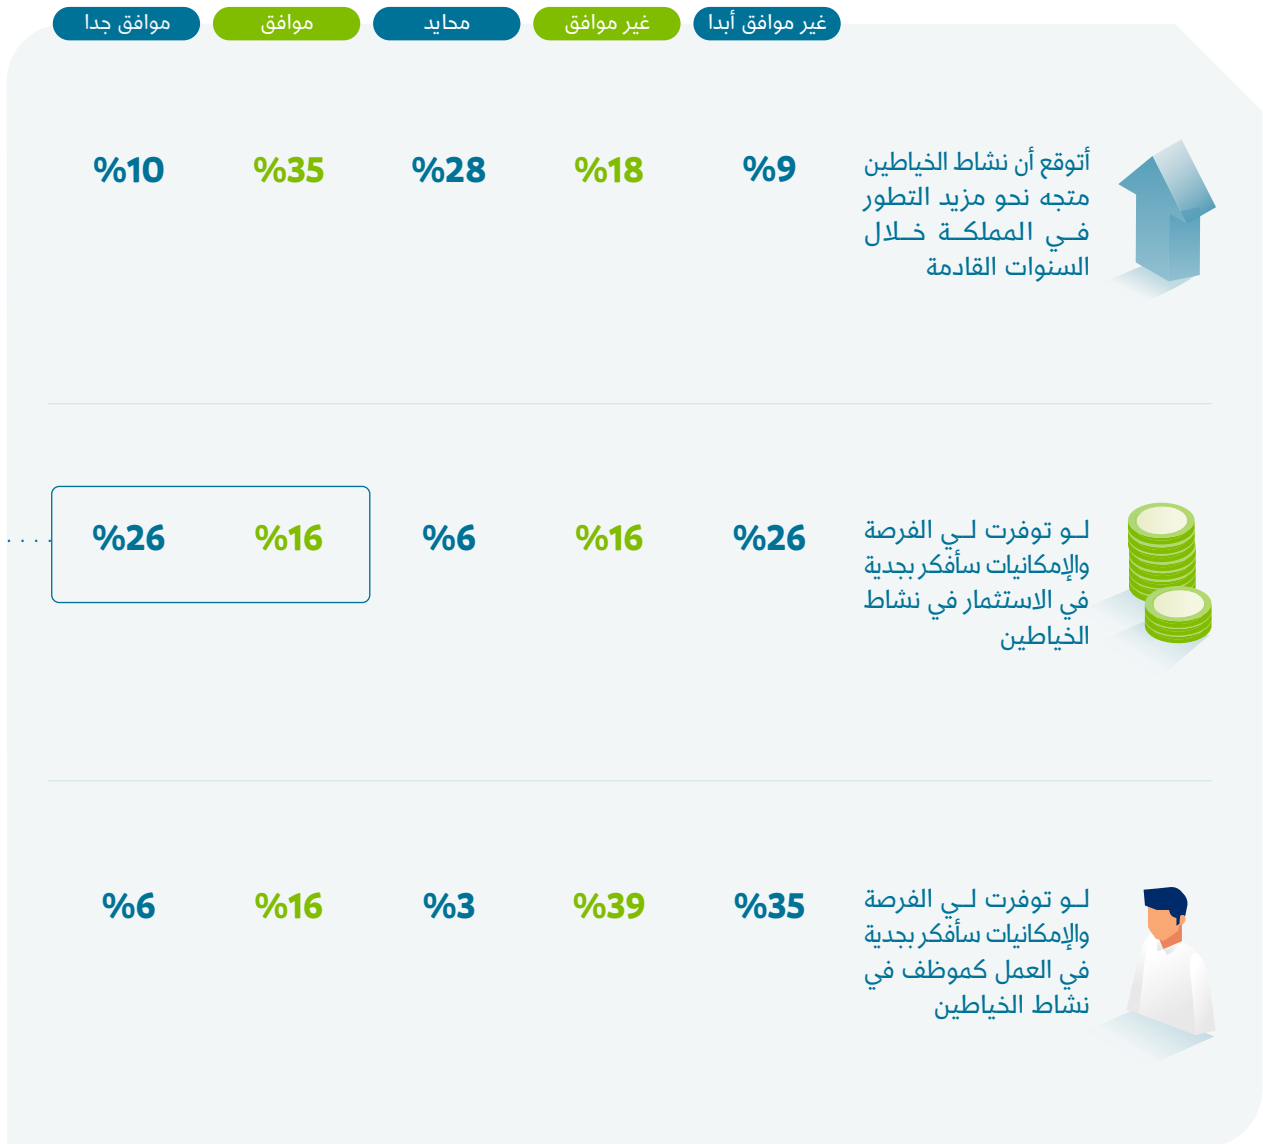 غير موافق أبدا غير موافق محايد موافق موافق جدا
أتوقع أن نشاط الخياطين
متجه نحو مزيد التطور
في المملكة خلال
السنوات القادمة
%9 %18 %28 %35 %10
لو توفرت لي الفرصة
والإمكانيات سأفكر بجدية
في الاستثمار في نشاط
الخياطين
%26 %16 %6 %16 %26
لو توفرت لي الفرصة
والإمكانيات سأفكر بجدية
في العمل كموظف في
نشاط الخياطين
%35 %39 %3 %16 %6